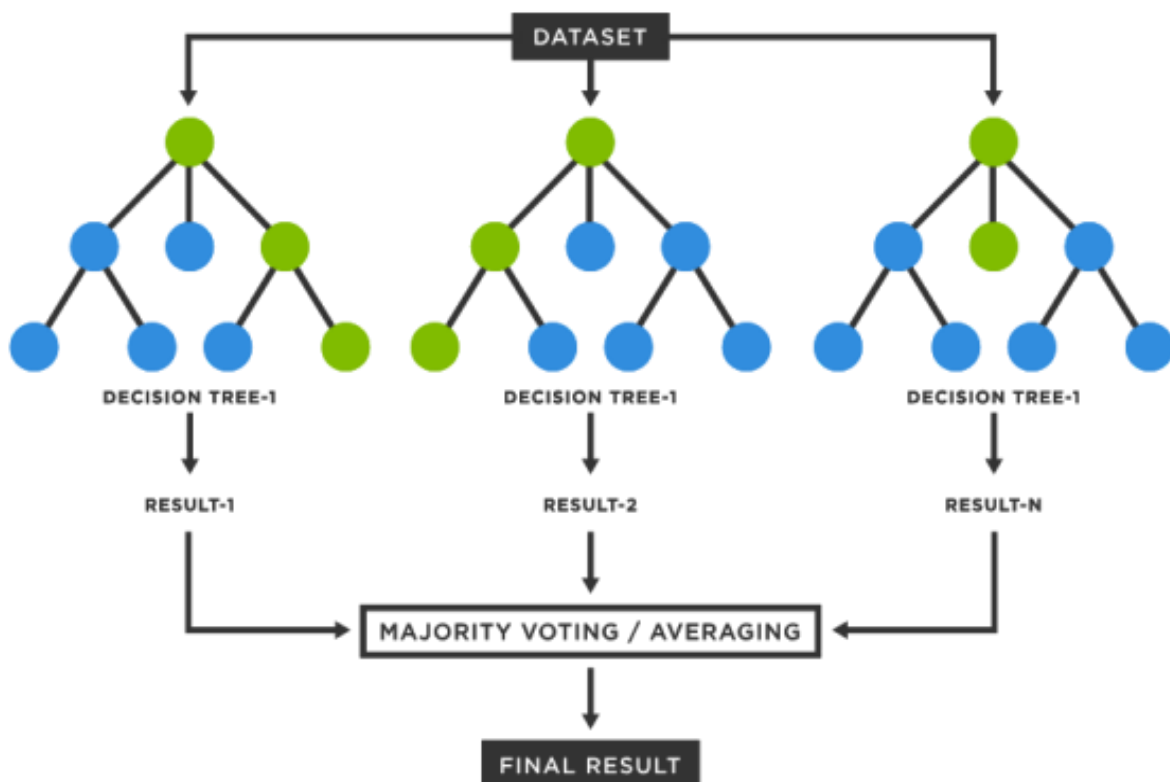 DATASET
DECISION TREE-1
DECISION TREE-1
DECISION TREE-1
RESULT-1
RESULT-2
RESULT-N
MAJORITY VOTING / AVERAGING
FINAL RESULT